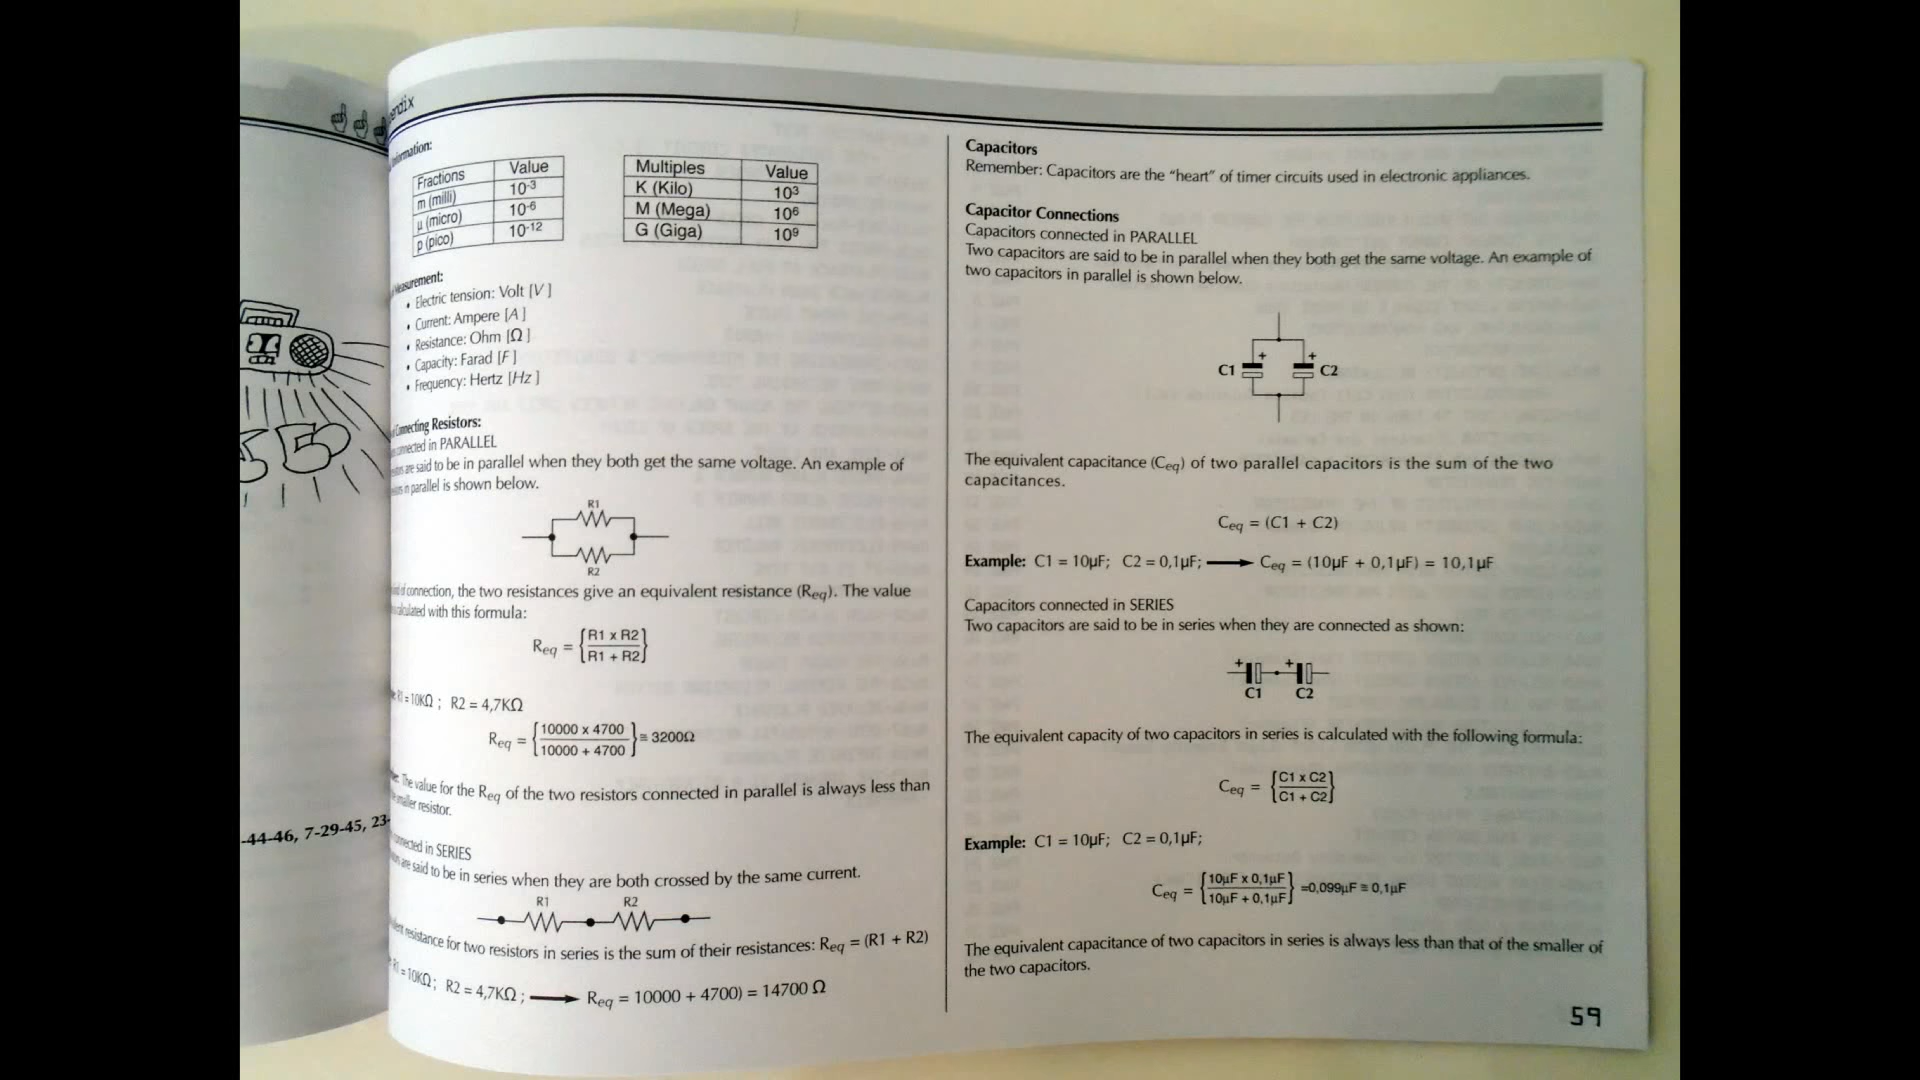 -44-46, 7-29-45, 23-
endix
Information:
Fractions Value
m (milli) 10-3
μ (micro) 10-6
p (pico) 10-12
Multiples Value
K (Kilo) 10³
M (Mega) 10⁶
G (Giga) 10⁹
Measurement:
• Electric tension: Volt [V]
• Current: Ampere [A]
• Resistance: Ohm [Ω]
• Capacity: Farad [F]
• Frequency: Hertz [Hz]
Connecting Resistors:
connected in PARALLEL
are said to be in parallel when they both get the same voltage. An example of
in parallel is shown below.
R1
R2
of connection, the two resistances give an equivalent resistance (Req). The value
calculated with this formula:
Req = {R1 x R2 / R1 + R2}
R1 = 10KΩ ; R2 = 4,7KΩ
Req = {10000 x 4700 / 10000 + 4700} ≅ 3200Ω
The value for the Req of the two resistors connected in parallel is always less than
smaller resistor.
connected in SERIES
are said to be in series when they are both crossed by the same current.
R1 R2
resistance for two resistors in series is the sum of their resistances: Req = (R1 + R2)
R1 = 10KΩ ; R2 = 4,7KΩ ; → Req = 10000 + 4700) = 14700 Ω
Capacitors
Remember: Capacitors are the “heart” of timer circuits used in electronic appliances.
Capacitor Connections
Capacitors connected in PARALLEL
Two capacitors are said to be in parallel when they both get the same voltage. An example of
two capacitors in parallel is shown below.
+ +
C1 C2
The equivalent capacitance (Ceq) of two parallel capacitors is the sum of the two
capacitances.
Ceq = (C1 + C2)
Example: C1 = 10μF; C2 = 0,1μF; → Ceq = (10μF + 0,1μF) = 10,1μF
Capacitors connected in SERIES
Two capacitors are said to be in series when they are connected as shown:
+ +
C1 C2
The equivalent capacity of two capacitors in series is calculated with the following formula:
Ceq = {C1 x C2 / C1 + C2}
Example: C1 = 10μF; C2 = 0,1μF;
Ceq = {10μF x 0,1μF / 10μF + 0,1μF} =0,099μF ≅ 0,1μF
The equivalent capacitance of two capacitors in series is always less than that of the smaller of
the two capacitors.
59